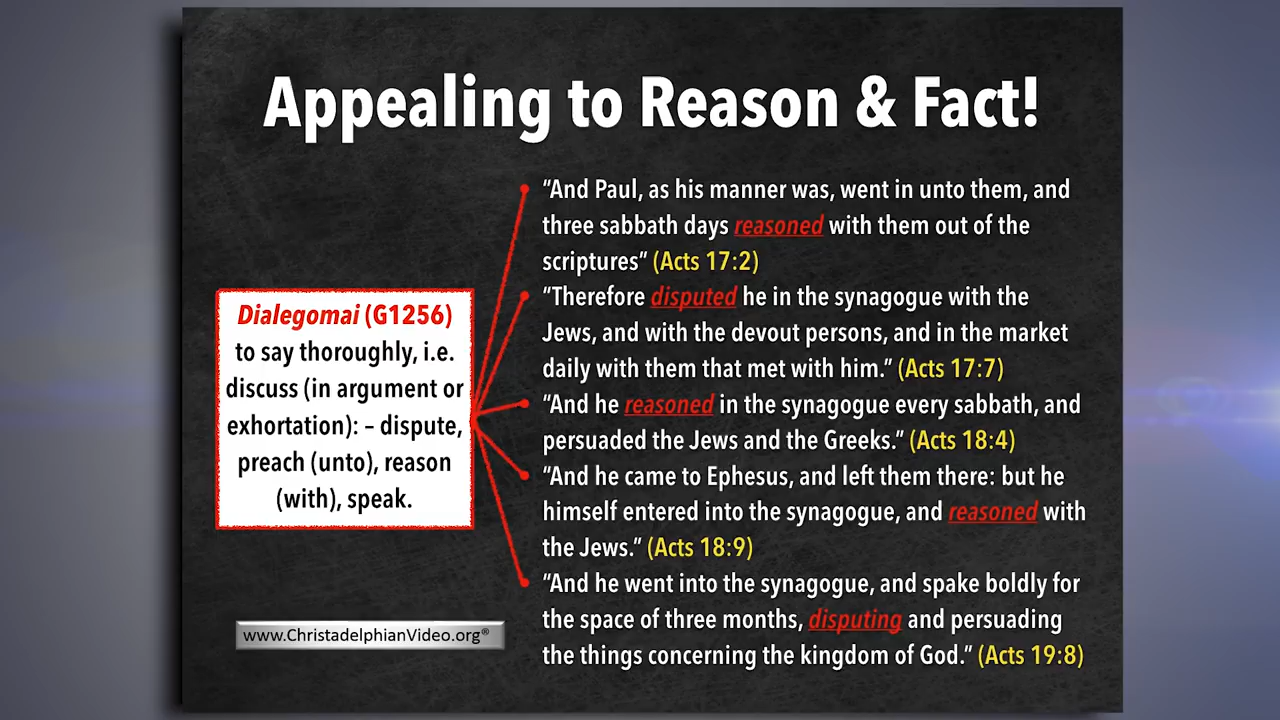 Appealing to Reason & Fact!
Dialegomai (G1256)
to say thoroughly, i.e.
discuss (in argument or
exhortation): – dispute,
preach (unto), reason
(with), speak.
“And Paul, as his manner was, went in unto them, and
three sabbath days reasoned with them out of the
scriptures” (Acts 17:2)
“Therefore disputed he in the synagogue with the
Jews, and with the devout persons, and in the market
daily with them that met with him.” (Acts 17:7)
“And he reasoned in the synagogue every sabbath, and
persuaded the Jews and the Greeks.” (Acts 18:4)
“And he came to Ephesus, and left them there: but he
himself entered into the synagogue, and reasoned with
the Jews.” (Acts 18:9)
“And he went into the synagogue, and spake boldly for
the space of three months, disputing and persuading
the things concerning the kingdom of God.” (Acts 19:8)
www.ChristadelphianVideo.org®